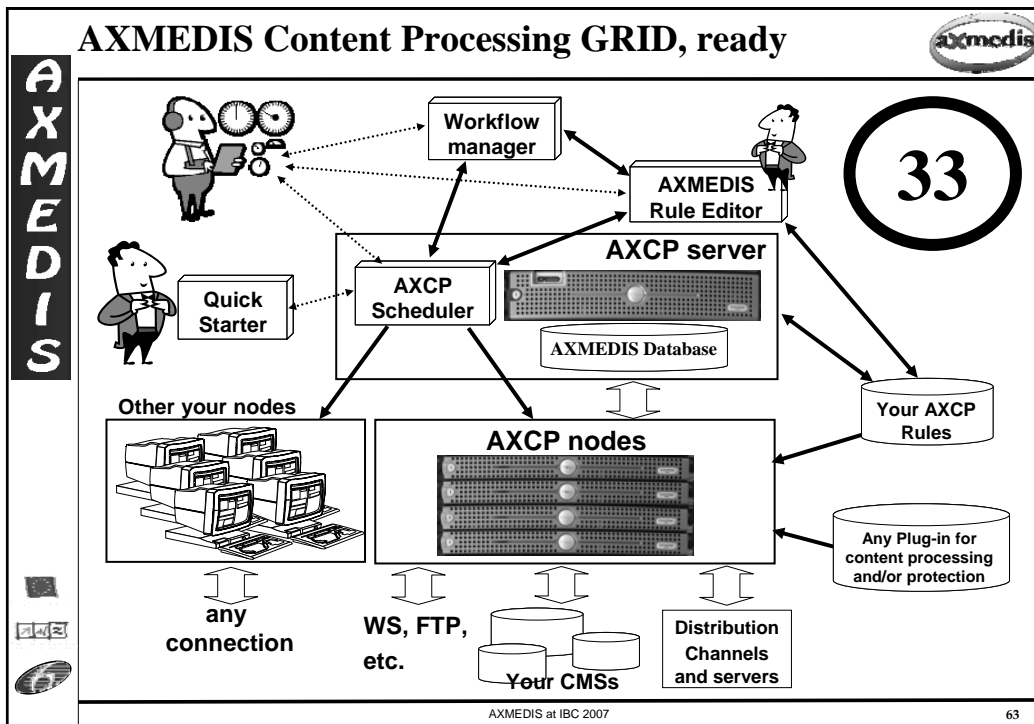 AXMEDIS Content Processing GRID, ready
axmedis
AXMEDIS
Workflow
manager
AXMEDIS
Rule Editor
33
AXCP server
Quick
Starter
AXCP
Scheduler
AXMEDIS Database
Other your nodes
AXCP nodes
Your AXCP
Rules
Any Plug-in for
content processing
and/or protection
any
connection
WS, FTP,
etc.
Your CMSs
Distribution
Channels
and servers
AXMEDIS at IBC 2007
63